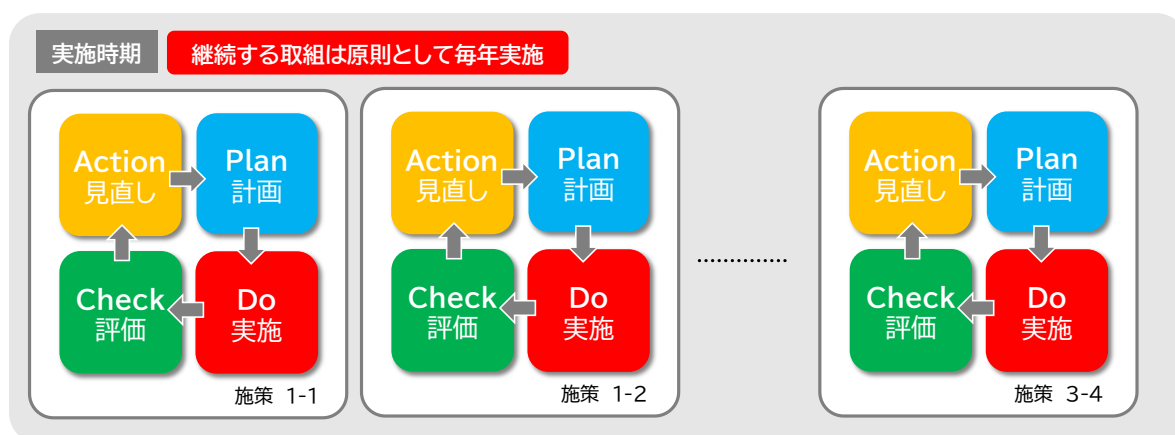 実施時期
継続する取組は原則として毎年実施
Action
見直し
Plan
計画
Check
評価
Do
実施
施策 1-1
Action
見直し
Plan
計画
Check
評価
Do
実施
施策 1-2
..............
Action
見直し
Plan
計画
Check
評価
Do
実施
施策 3-4